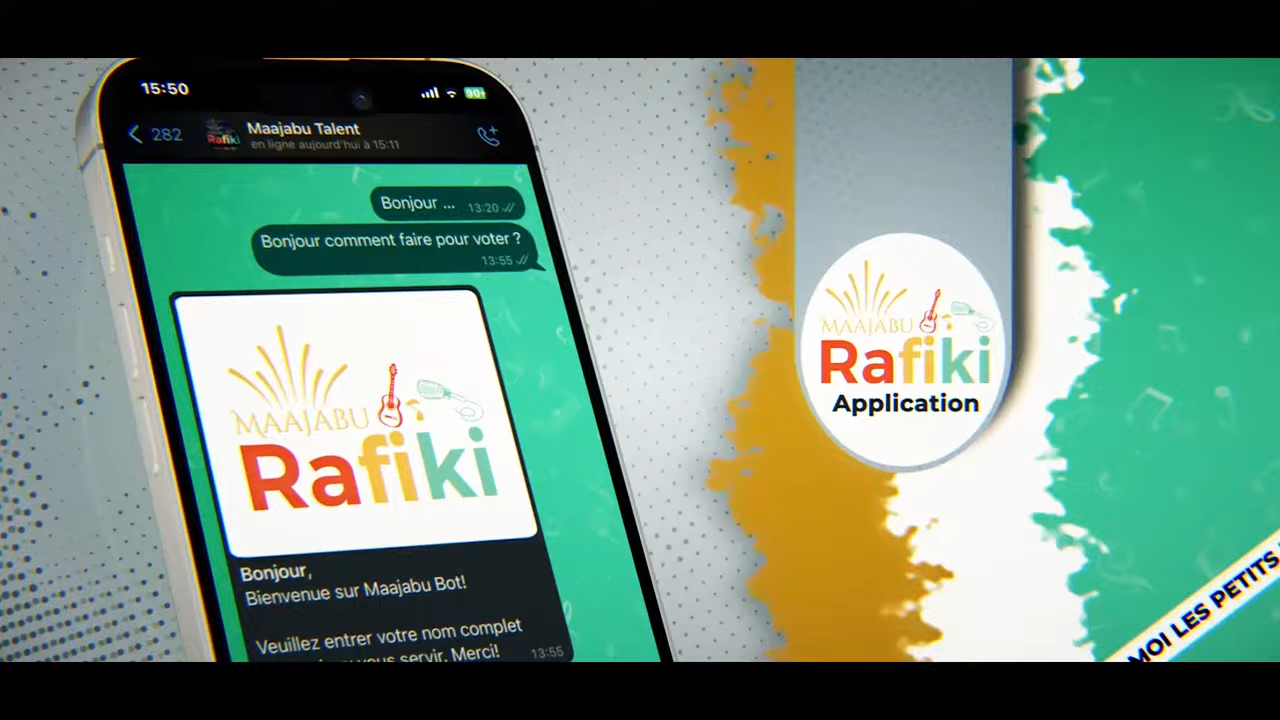 15:50
90+
282
Rafiki
Maajabu Talent
en ligne aujourd'hui à 15:11
Bonjour ... 13:20
Bonjour comment faire pour voter ?
13:55
MAAJABU
Rafiki
Bonjour,
Bienvenue sur Maajabu Bot!
Veuillez entrer votre nom complet
vous servir. Merci!
13:55
MAAJABU
Rafiki
Application
MOI LES PETITS